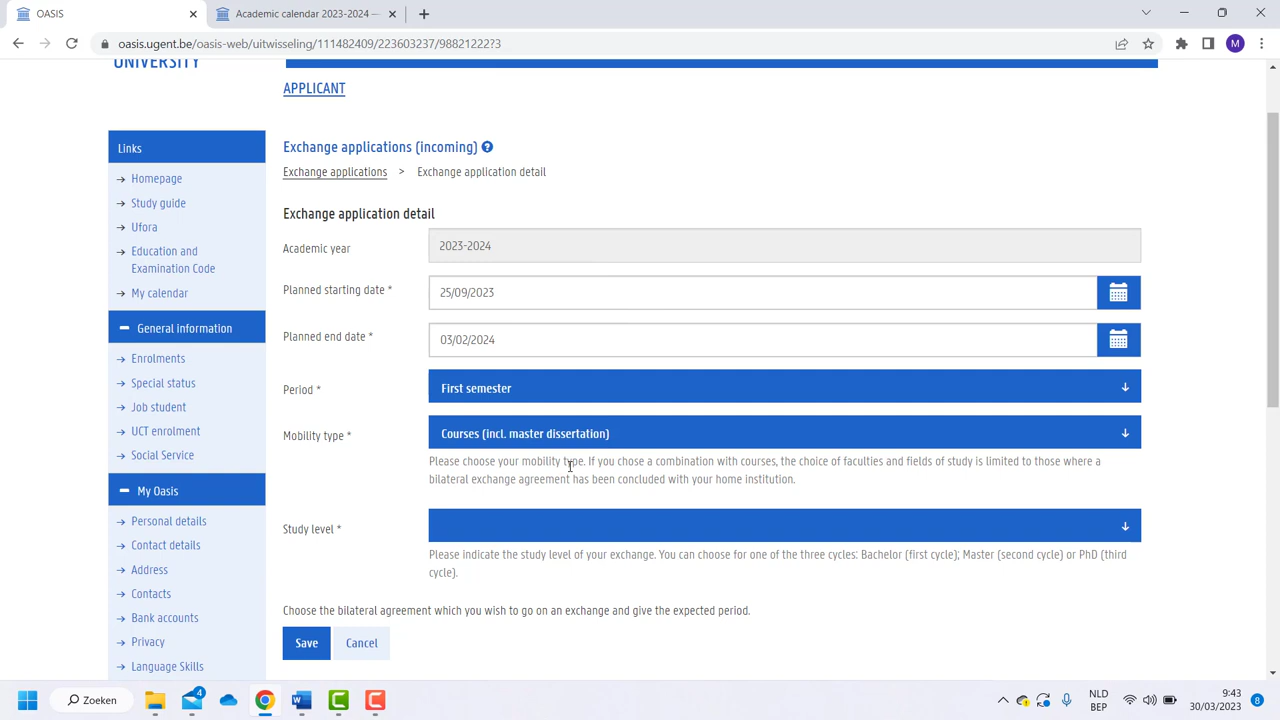 OASIS
Academic calendar 2023-2024 —
oasis.ugent.be/oasis-web/uitwisseling/111482409/223603237/98821222?3
M
UNIVERSITY
APPLICANT
Links
Homepage
Study guide
Ufora
Education and
Examination Code
My calendar
General information
Enrolments
Special status
Job student
UCT enrolment
Social Service
My Oasis
Personal details
Contact details
Address
Contacts
Bank accounts
Privacy
Language Skills
Exchange applications (incoming) ?
Exchange applications > Exchange application detail
Exchange application detail
Academic year
2023-2024
Planned starting date *
25/09/2023
Planned end date *
03/02/2024
Period *
First semester
Mobility type *
Courses (incl. master dissertation)
Please choose your mobility type. If you chose a combination with courses, the choice of faculties and fields of study is limited to those where a
bilateral exchange agreement has been concluded with your home institution.
Study level *
Please indicate the study level of your exchange. You can choose for one of the three cycles: Bachelor (first cycle); Master (second cycle) or PhD (third
cycle).
Choose the bilateral agreement which you wish to go on an exchange and give the expected period.
Save
Cancel
Zoeken
4
NLD
BEP
9:43
30/03/2023
8